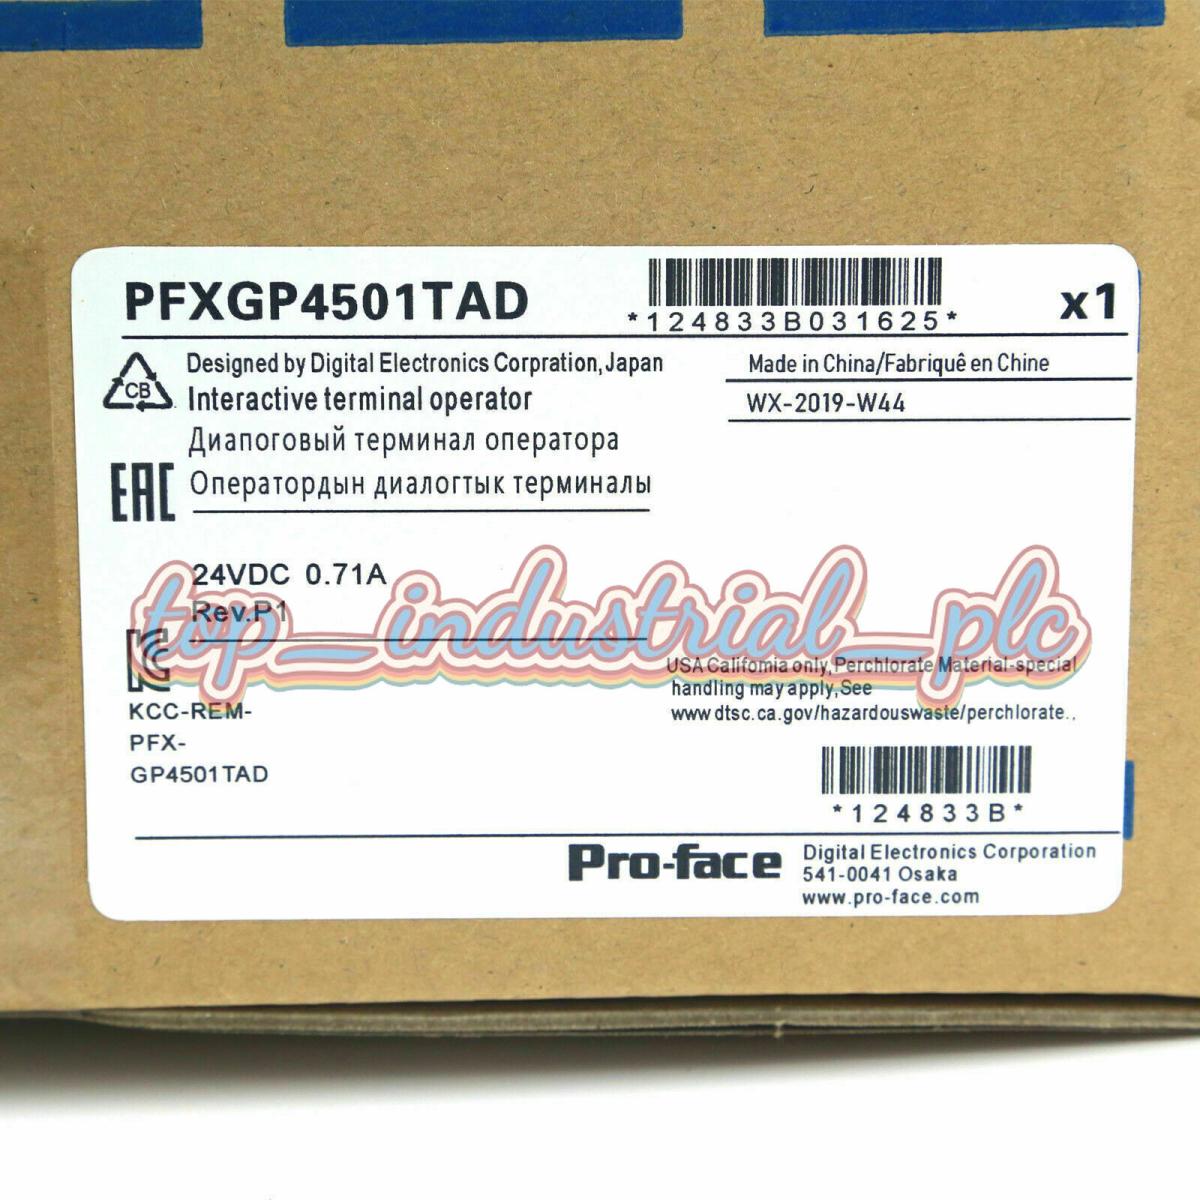 PFXGP4501TAD
*124833B031625*
x1
Designed by Digital Electronics Corpration,Japan
Made in China/Fabriquê en Chine
CB
Interactive terminal operator
WX-2019-W44
Диапоговый терминал оператора
EAC
Оператордын диалогтык терминалы
24VDC 0.71A
Rev.P1
top_industrial_plc
USA Califomia only, Perchlorate Material-special
handling may apply,See
www.dtsc.ca.gov/hazardouswaste/perchlorate.,
KCC-REM-
PFX-
GP4501TAD
*124833B*
Pro-face
Digital Electronics Corporation
541-0041 Osaka
www.pro-face.com